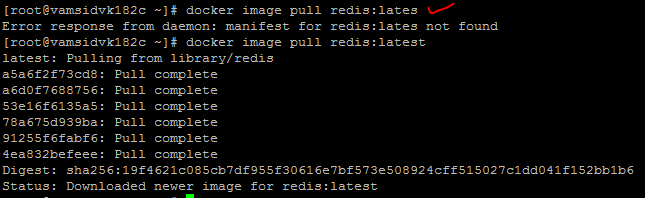 [root@vamsidvk182c ~]# docker image pull redis:lates
Error response from daemon: manifest for redis:lates not found
[root@vamsidvk182c ~]# docker image pull redis:latest
latest: Pulling from library/redis
a5a6f2f73cd8: Pull complete
a6d0f7688756: Pull complete
53e16f6135a5: Pull complete
78a675d939ba: Pull complete
91255f6fabf6: Pull complete
4ea832befeee: Pull complete
Digest: sha256:19f4621c085cb7df955f30616e7bf573e508924cff515027c1dd041f152bb1b6
Status: Downloaded newer image for redis:latest